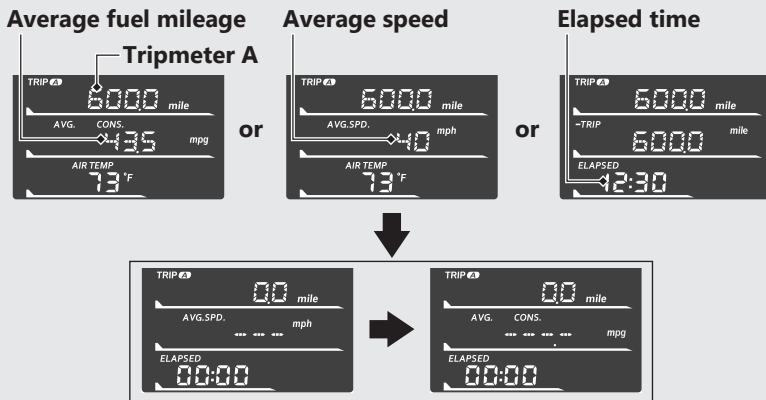 Average fuel mileage
Average speed
Elapsed time
Tripmeter A
TRIP A
600.0 mile
AVG. CONS.
43.5 mpg
AIR TEMP
73 °F
or
TRIP A
600.0 mile
AVG.SPD.
40 mph
AIR TEMP
73 °F
or
TRIP A
600.0 mile
-TRIP
600.0 mile
ELAPSED
12:30
TRIP A
0.0 mile
AVG.SPD.
--- mph
ELAPSED
00:00
TRIP A
0.0 mile
AVG. CONS.
---.- mpg
ELAPSED
00:00